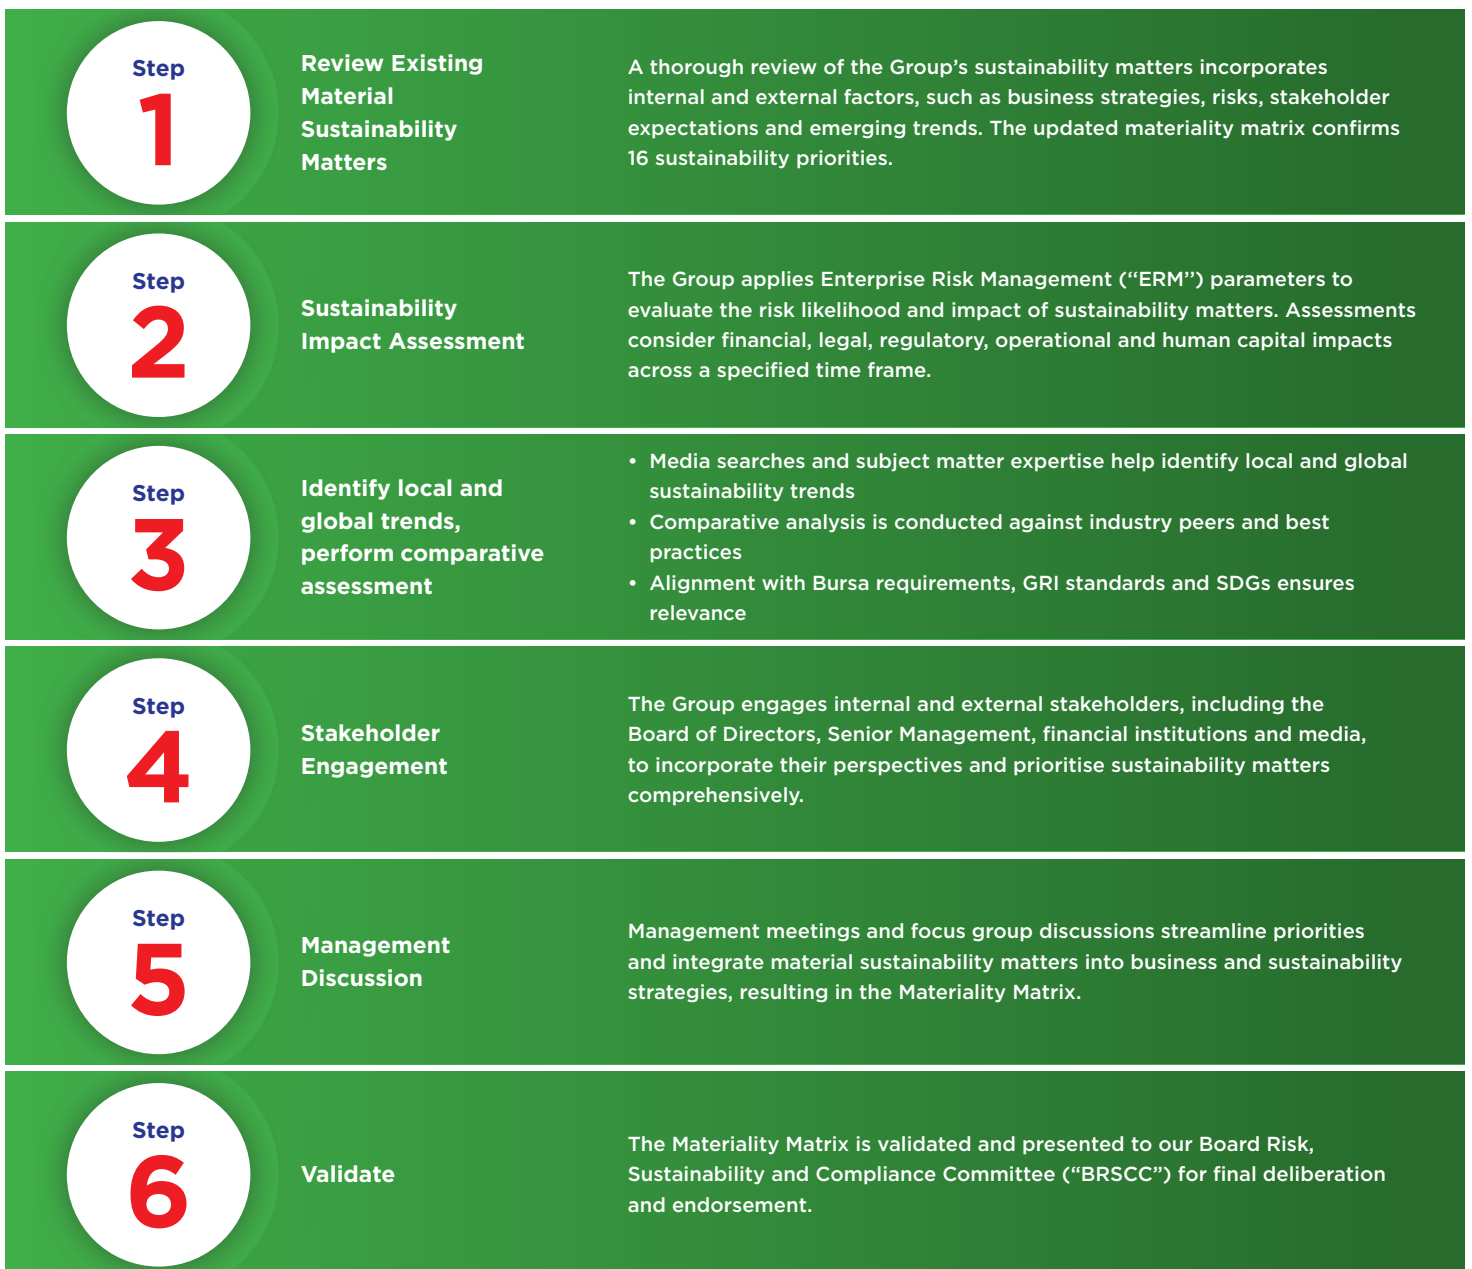 Step
1
Review Existing
Material
Sustainability
Matters
A thorough review of the Group’s sustainability matters incorporates
internal and external factors, such as business strategies, risks, stakeholder
expectations and emerging trends. The updated materiality matrix confirms
16 sustainability priorities.
Step
2
Sustainability
Impact Assessment
The Group applies Enterprise Risk Management (‘‘ERM’’) parameters to
evaluate the risk likelihood and impact of sustainability matters. Assessments
consider financial, legal, regulatory, operational and human capital impacts
across a specified time frame.
Step
3
Identify local and
global trends,
perform comparative
assessment
• Media searches and subject matter expertise help identify local and global
sustainability trends
• Comparative analysis is conducted against industry peers and best
practices
• Alignment with Bursa requirements, GRI standards and SDGs ensures
relevance
Step
4
Stakeholder
Engagement
The Group engages internal and external stakeholders, including the
Board of Directors, Senior Management, financial institutions and media,
to incorporate their perspectives and prioritise sustainability matters
comprehensively.
Step
5
Management
Discussion
Management meetings and focus group discussions streamline priorities
and integrate material sustainability matters into business and sustainability
strategies, resulting in the Materiality Matrix.
Step
6
Validate
The Materiality Matrix is validated and presented to our Board Risk,
Sustainability and Compliance Committee (“BRSCC”) for final deliberation
and endorsement.